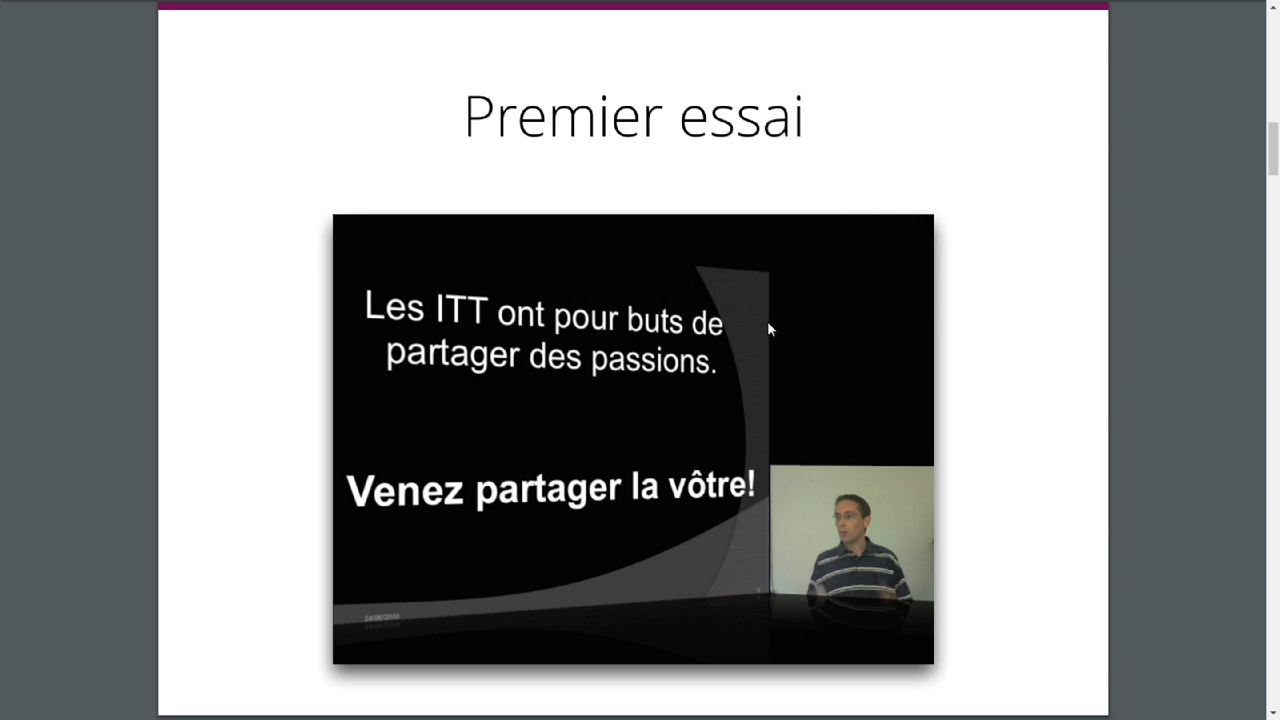 Premier essai
Les ITT ont pour buts de
partager des passions.
Venez partager la vôtre!